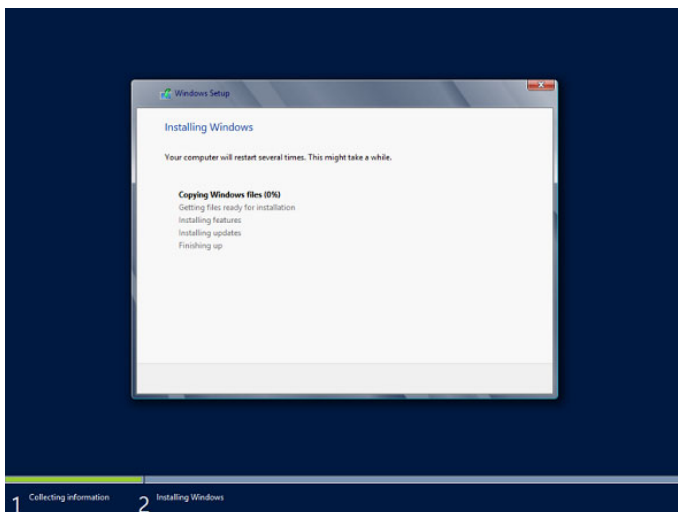 Windows Setup
Installing Windows
Your computer will restart several times. This might take a while.
Copying Windows files (0%)
Getting files ready for installation
Installing features
Installing updates
Finishing up
1 Collecting information
2 Installing Windows